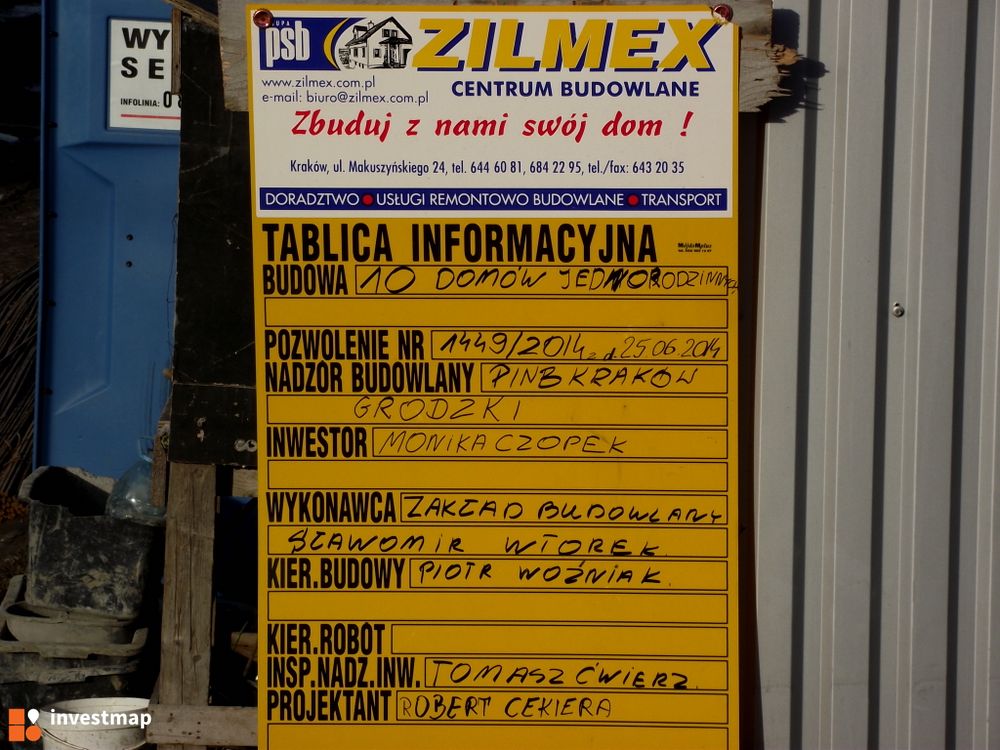 WY
SE
INFOLINIA: 0 8
GRUPA
psb
ZILMEX
www.zilmex.com.pl
CENTRUM BUDOWLANE
e-mail: biuro@zilmex.com.pl
Zbuduj z nami swój dom !
Kraków, ul. Makuszyńskiego 24, tel. 644 60 81, 684 22 95, tel./fax: 643 20 35
DORADZTWO • USŁUGI REMONTOWO BUDOWLANE • TRANSPORT
TABLICA INFORMACYJNA
BUDOWA 10 DOMÓW JEDNORODZINNYCH
POZWOLENIE NR 1449/2014 z d. 25.06.2014
NADZÓR BUDOWLANY PINB KRAKÓW
GRODZKI
INWESTOR MONIKA CZOPEK
WYKONAWCA ZAKŁAD BUDOWLANY
SŁAWOMIR WTOREK
KIER.BUDOWY PIOTR WOŹNIAK.
KIER.ROBÓT
INSP.NADZ.INW. TOMASZ ĆWIERZ.
PROJEKTANT ROBERT CEKIERA
investmap